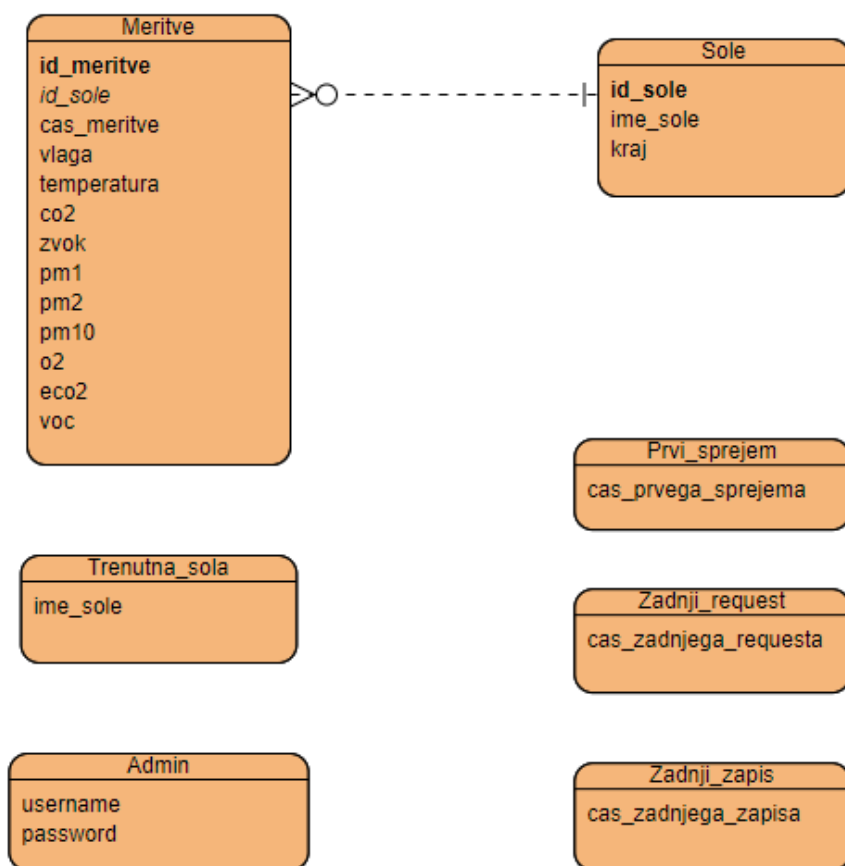 Meritve
id_meritve
id_sole
cas_meritve
vlaga
temperatura
co2
zvok
pm1
pm2
pm10
o2
eco2
voc
Sole
id_sole
ime_sole
kraj
Prvi_sprejem
cas_prvega_sprejema
Trenutna_sola
ime_sole
Zadnji_request
cas_zadnjega_requesta
Admin
username
password
Zadnji_zapis
cas_zadnjega_zapisa